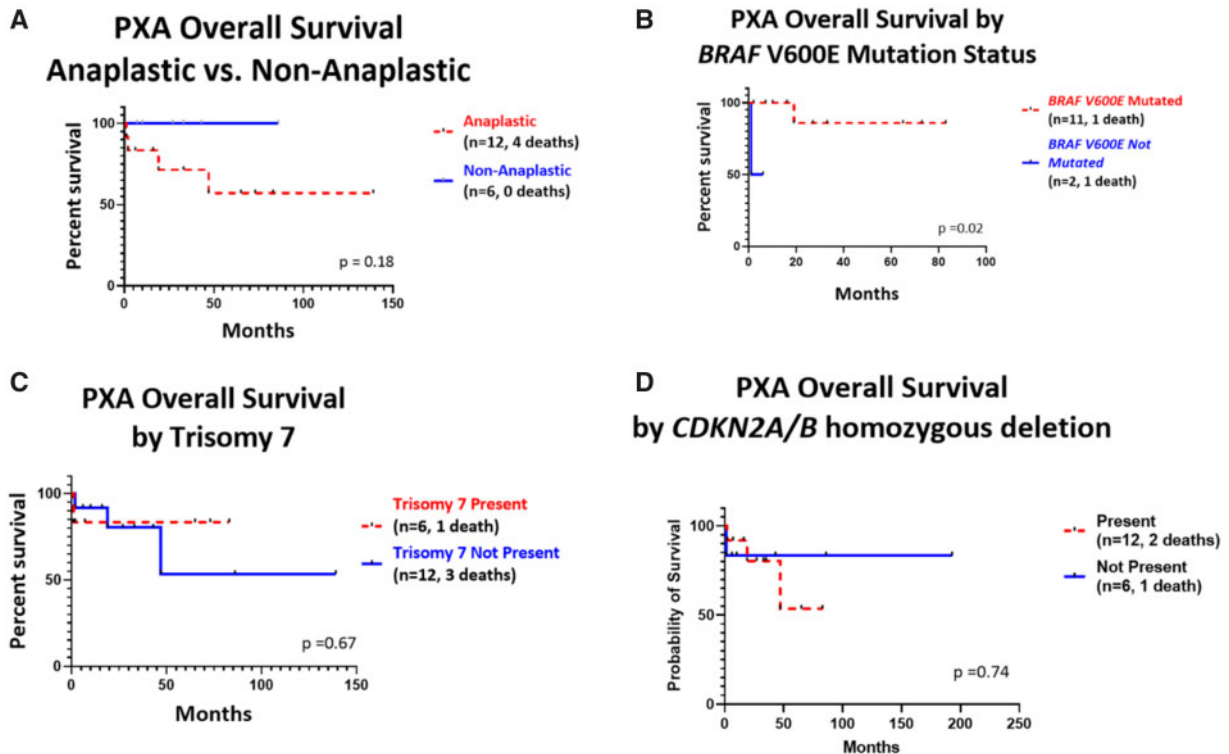 A
PXA Overall Survival
Anaplastic vs. Non-Anaplastic
Percent survival
100
50
0
0
50
100
150
Months
p = 0.18
Anaplastic
(n=12, 4 deaths)
Non-Anaplastic
(n=6, 0 deaths)
B
PXA Overall Survival by
BRAF V600E Mutation Status
Percent survival
100
50
0
0
20
40
60
80
100
Months
p =0.02
BRAF V600E Mutated
(n=11, 1 death)
BRAF V600E Not
Mutated
(n=2, 1 death)
C
PXA Overall Survival
by Trisomy 7
Percent survival
100
50
0
0
50
100
150
Months
p =0.67
Trisomy 7 Present
(n=6, 1 death)
Trisomy 7 Not Present
(n=12, 3 deaths)
D
PXA Overall Survival
by CDKN2A/B homozygous deletion
Probability of Survival
100
50
0
0
50
100
150
200
250
Months
p =0.74
Present
(n=12, 2 deaths)
Not Present
(n=6, 1 death)